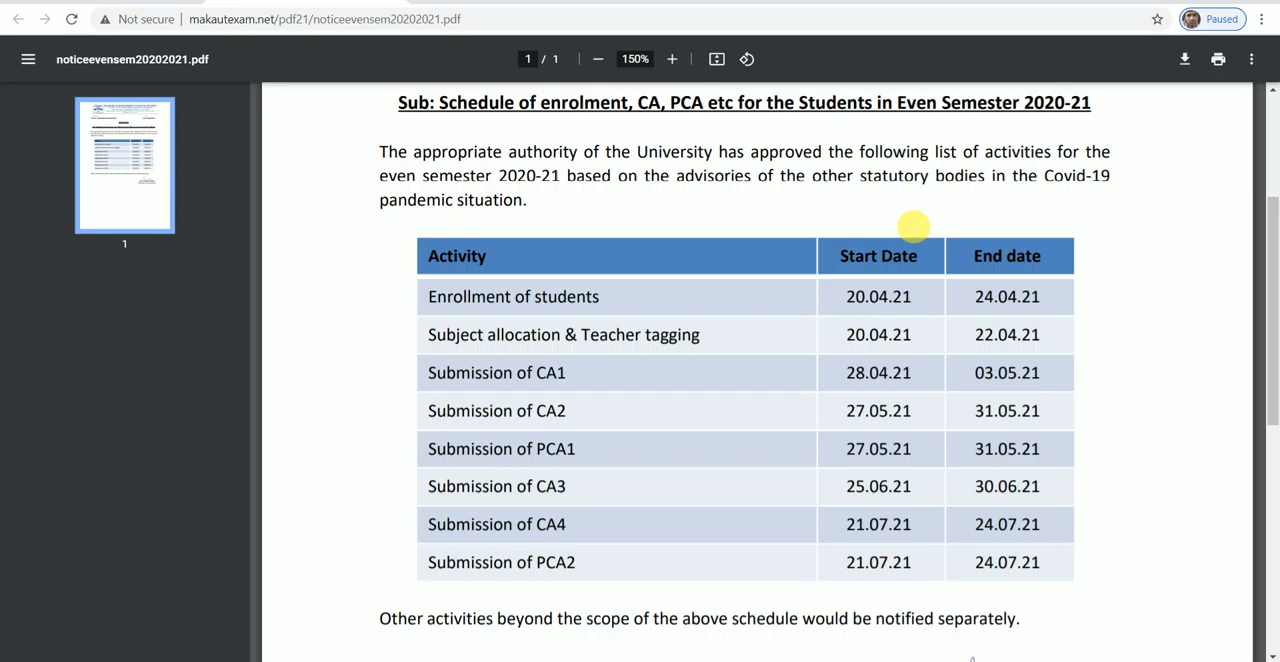 Not secure | makautexam.net/pdf21/noticeevensem20202021.pdf
Paused
noticeevensem20202021.pdf
1 / 1
150%
Sub: Schedule of enrolment, CA, PCA etc for the Students in Even Semester 2020-21
The appropriate authority of the University has approved the following list of activities for the
even semester 2020-21 based on the advisories of the other statutory bodies in the Covid-19
pandemic situation.
Activity Start Date End date
Enrollment of students 20.04.21 24.04.21
Subject allocation & Teacher tagging 20.04.21 22.04.21
Submission of CA1 28.04.21 03.05.21
Submission of CA2 27.05.21 31.05.21
Submission of PCA1 27.05.21 31.05.21
Submission of CA3 25.06.21 30.06.21
Submission of CA4 21.07.21 24.07.21
Submission of PCA2 21.07.21 24.07.21
Other activities beyond the scope of the above schedule would be notified separately.
1